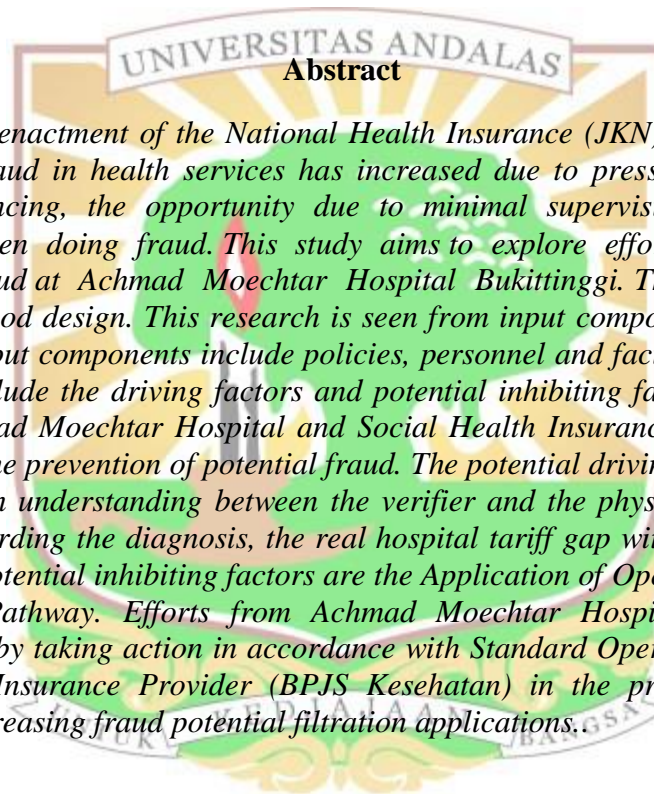 UNIVERSITAS ANDALAS
Abstract
enactment of the National Health Insurance (JKN)
aud in health services has increased due to press
ncing, the opportunity due to minimal supervis
en doing fraud. This study aims to explore effo
ud at Achmad Moechtar Hospital Bukittinggi. T
od design. This research is seen from input compo
out components include policies, personnel and fac
lude the driving factors and potential inhibiting fa
ad Moechtar Hospital and Social Health Insuranc
he prevention of potential fraud. The potential drivin
n understanding between the verifier and the phys
rding the diagnosis, the real hospital tariff gap wi
otential inhibiting factors are the Application of Ope
Pathway. Efforts from Achmad Moechtar Hospi
by taking action in accordance with Standard Oper
Insurance Provider (BPJS Kesehatan) in the pr
reasing fraud potential filtration applications..
UNTUK KEDJAJAAN BANGSA